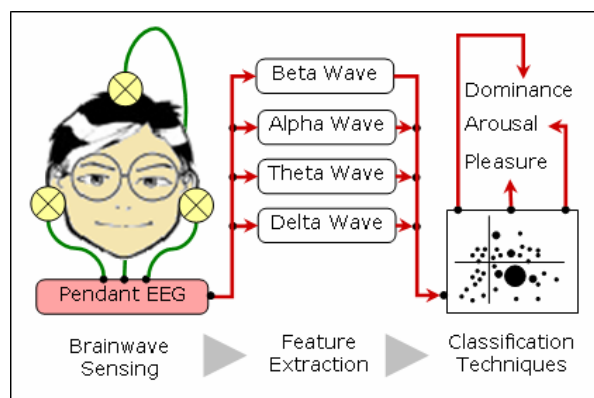 Beta Wave
Alpha Wave
Theta Wave
Delta Wave
Dominance
Arousal
Pleasure
Pendant EEG
Brainwave
Sensing
Feature
Extraction
Classification
Techniques